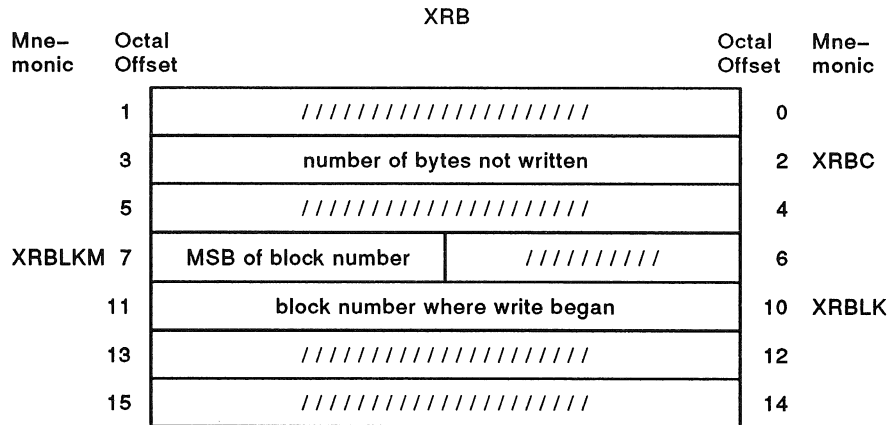 XRB
Mne– Octal Octal Mne–
monic Offset Offset monic
1 / / / / / / / / / / / / / / / / / / / / / 0
3 number of bytes not written 2 XRBC
5 / / / / / / / / / / / / / / / / / / / / / 4
XRBLKM 7 MSB of block number / / / / / / / / / / 6
11 block number where write began 10 XRBLK
13 / / / / / / / / / / / / / / / / / / / / / 12
15 / / / / / / / / / / / / / / / / / / / / / 14